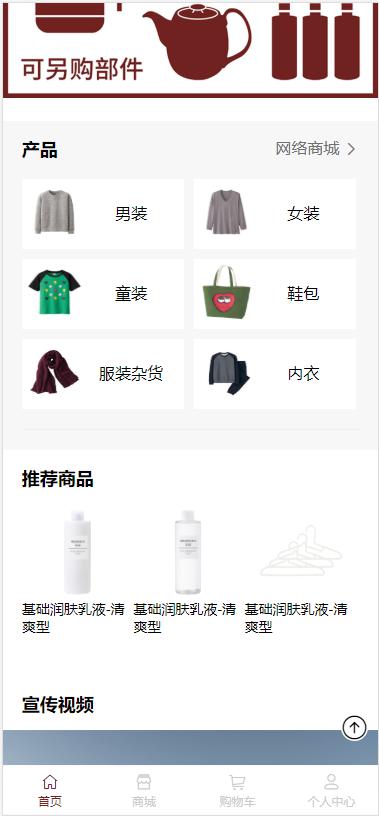 可另购部件
产品
网络商城
男装
女装
童装
鞋包
服装杂货
内衣
推荐商品
基础润肤乳液-清
爽型
基础润肤乳液-清
爽型
基础润肤乳液-清
爽型
宣传视频
首页
商城
购物车
个人中心